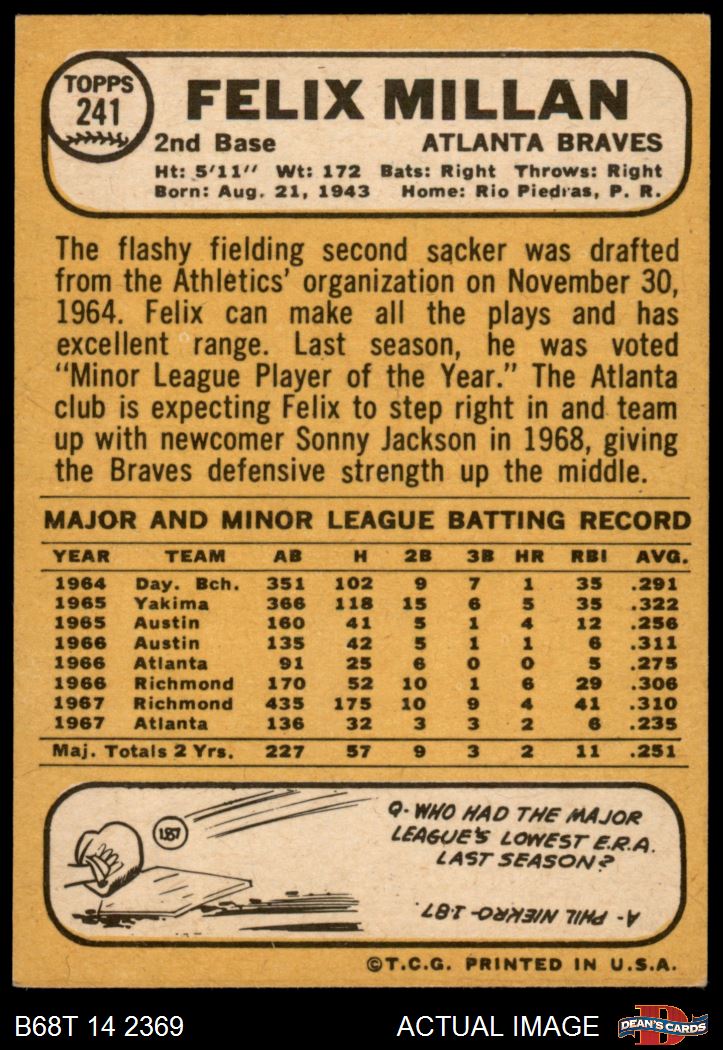 TOPPS
241
FELIX MILLAN
2nd Base ATLANTA BRAVES
Ht: 5'11" Wt: 172 Bats: Right Throws: Right
Born: Aug. 21, 1943 Home: Rio Piedras, P. R.
The flashy fielding second sacker was drafted
from the Athletics' organization on November 30,
1964. Felix can make all the plays and has
excellent range. Last season, he was voted
"Minor League Player of the Year." The Atlanta
club is expecting Felix to step right in and team
up with newcomer Sonny Jackson in 1968, giving
the Braves defensive strength up the middle.
MAJOR AND MINOR LEAGUE BATTING RECORD
YEAR TEAM AB H 2B 3B HR RBI AVG.
1964 Day. Bch. 351 102 9 7 1 35 .291
1965 Yakima 366 118 15 6 5 35 .322
1965 Austin 160 41 5 1 4 12 .256
1966 Austin 135 42 5 1 1 6 .311
1966 Atlanta 91 25 6 0 0 5 .275
1966 Richmond 170 52 10 1 6 29 .306
1967 Richmond 435 175 10 9 4 41 .310
1967 Atlanta 136 32 3 3 2 6 .235
Maj. Totals 2 Yrs. 227 57 9 3 2 11 .251
1.87
Q- WHO HAD THE MAJOR
LEAGUE'S LOWEST E.R.A.
LAST SEASON?
A- PHIL NIEKRO-1.87.
©T.C.G. PRINTED IN U.S.A.
B68T 14 2369 ACTUAL IMAGE
D
DEAN'S CARDS